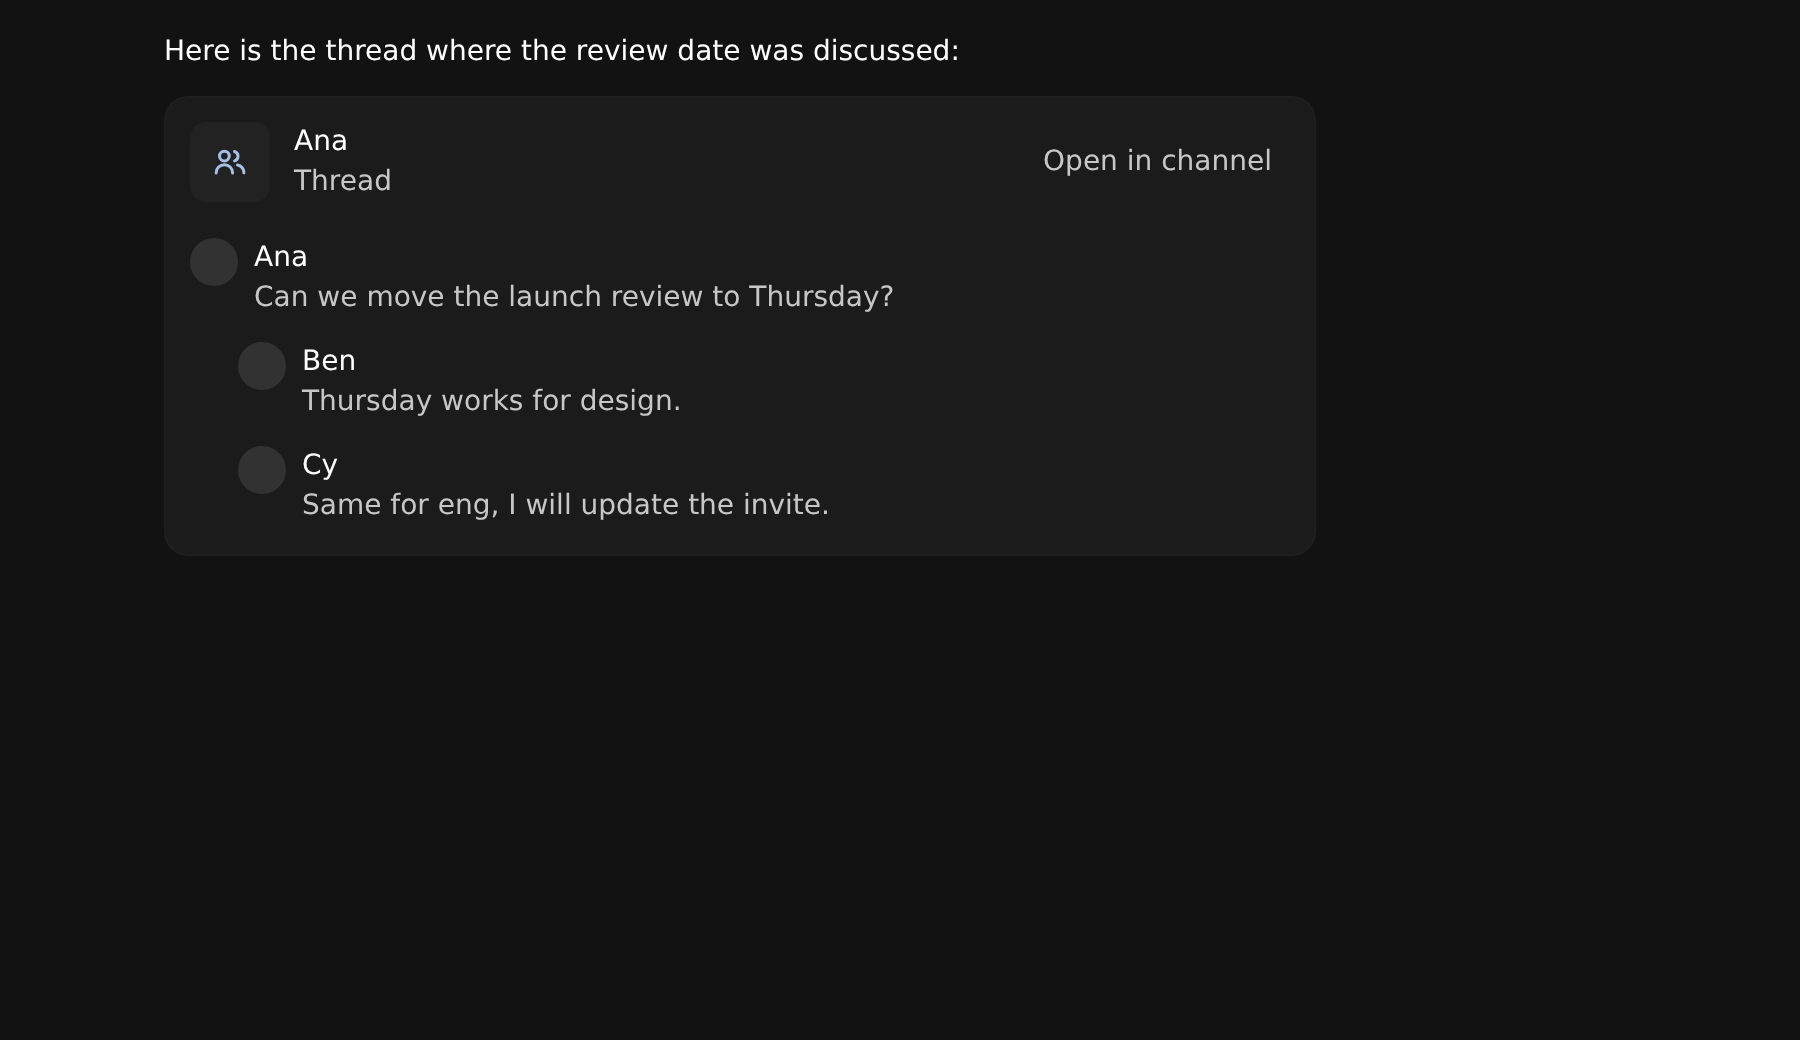 Here is the thread where the review date was discussed:
Ana
Thread
Open in channel
Ana
Can we move the launch review to Thursday?
Ben
Thursday works for design.
Cy
Same for eng, I will update the invite.